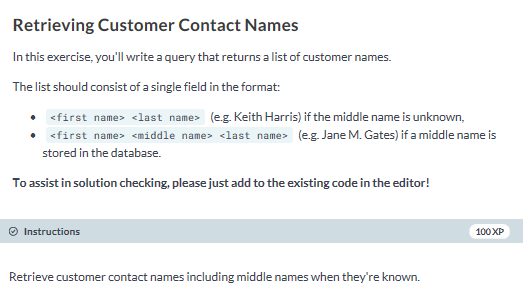 Retrieving Customer Contact Names
In this exercise, you'll write a query that returns a list of customer names.
The list should consist of a single field in the format:
• <first name> <last name> (e.g. Keith Harris) if the middle name is unknown,
• <first name> <middle name> <last name> (e.g. Jane M. Gates) if a middle name is
stored in the database.
To assist in solution checking, please just add to the existing code in the editor!
Instructions
100 XP
Retrieve customer contact names including middle names when they're known.